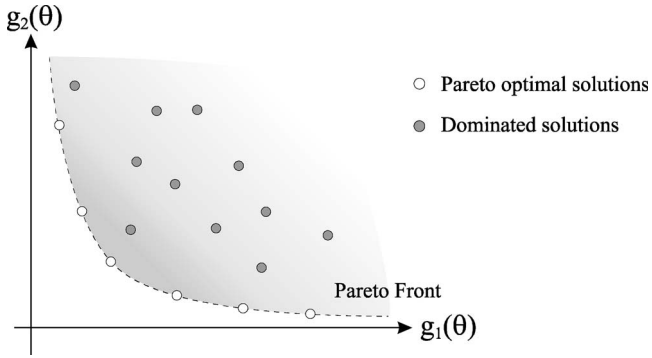 g₂(θ)
Pareto optimal solutions
Dominated solutions
Pareto Front
g₁(θ)